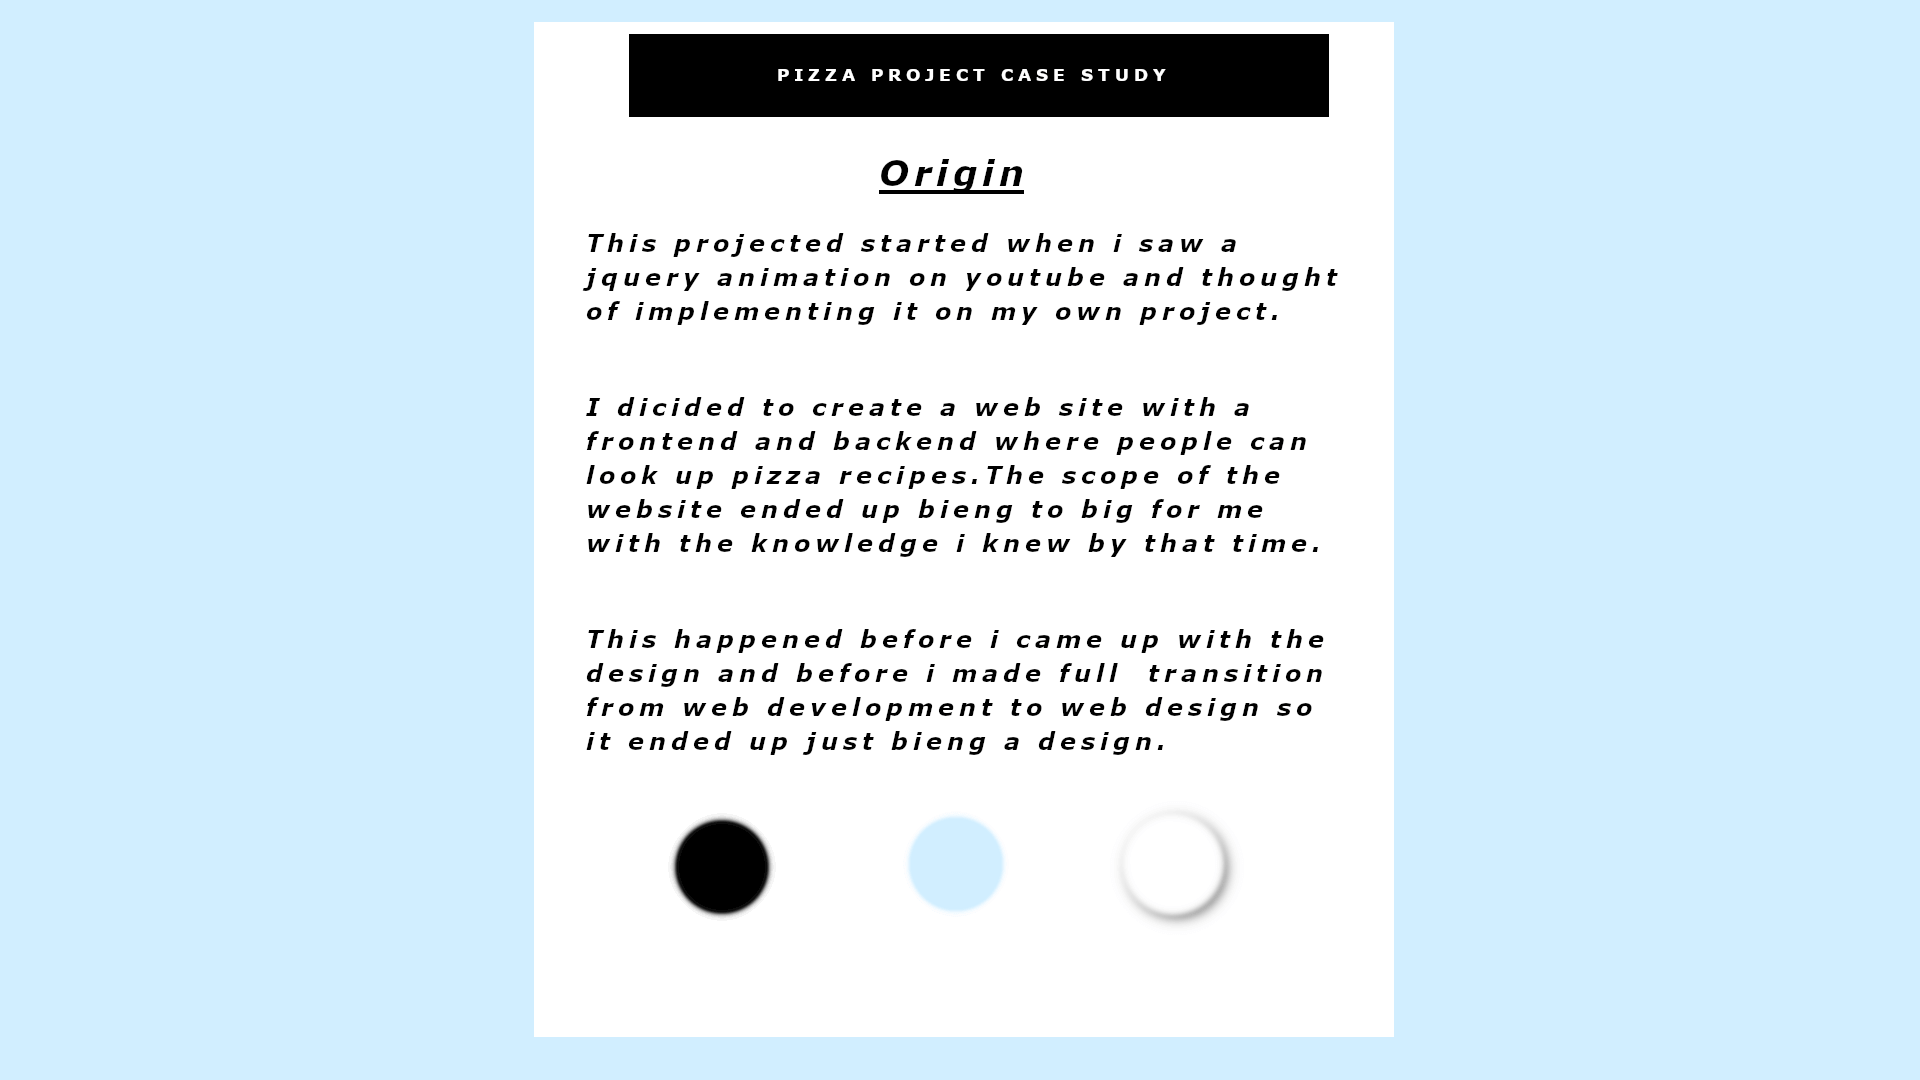 PIZZA PROJECT CASE STUDY
Origin
This projected started when i saw a
jquery animation on youtube and thought
of implementing it on my own project.
I dicided to create a web site with a
frontend and backend where people can
look up pizza recipes.The scope of the
website ended up bieng to big for me
with the knowledge i knew by that time.
This happened before i came up with the
design and before i made full  transition
from web development to web design so
it ended up just bieng a design.